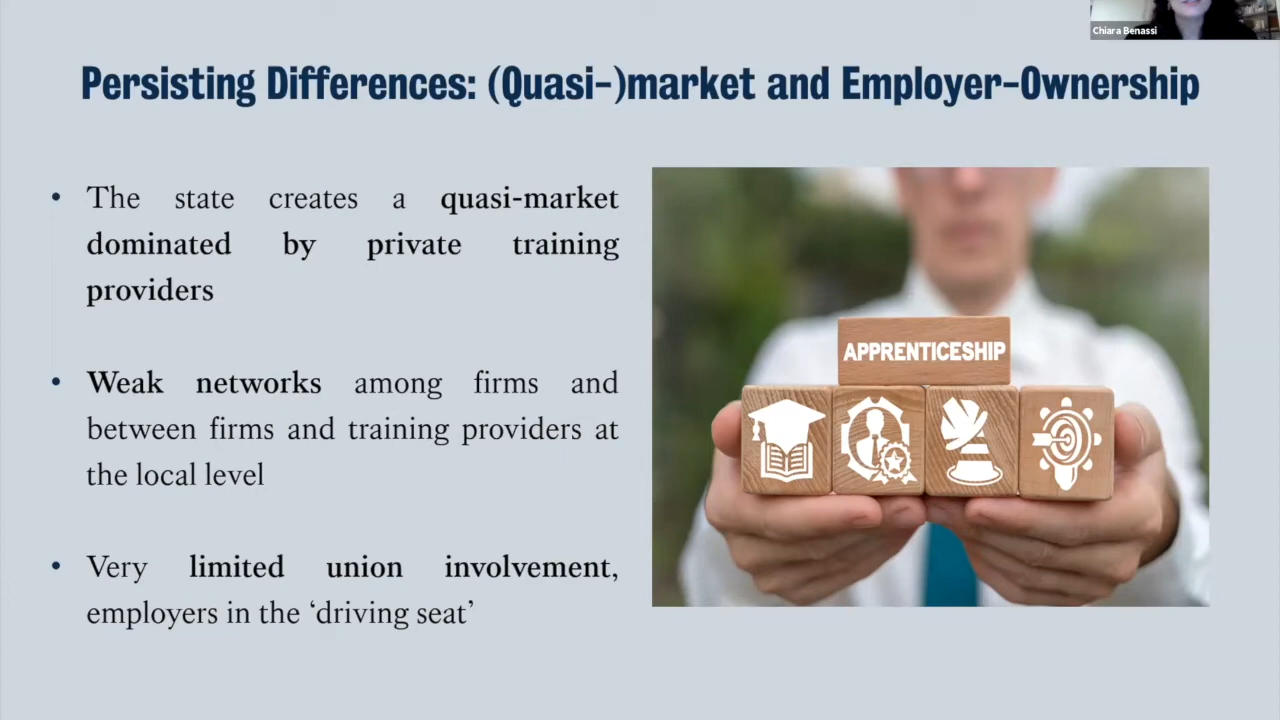 Chiara Benassi
Persisting Differences: (Quasi-)market and Employer-Ownership
• The state creates a quasi-market
dominated by private training
providers
• Weak networks among firms and
between firms and training providers at
the local level
• Very limited union involvement,
employers in the ‘driving seat’
APPRENTICESHIP